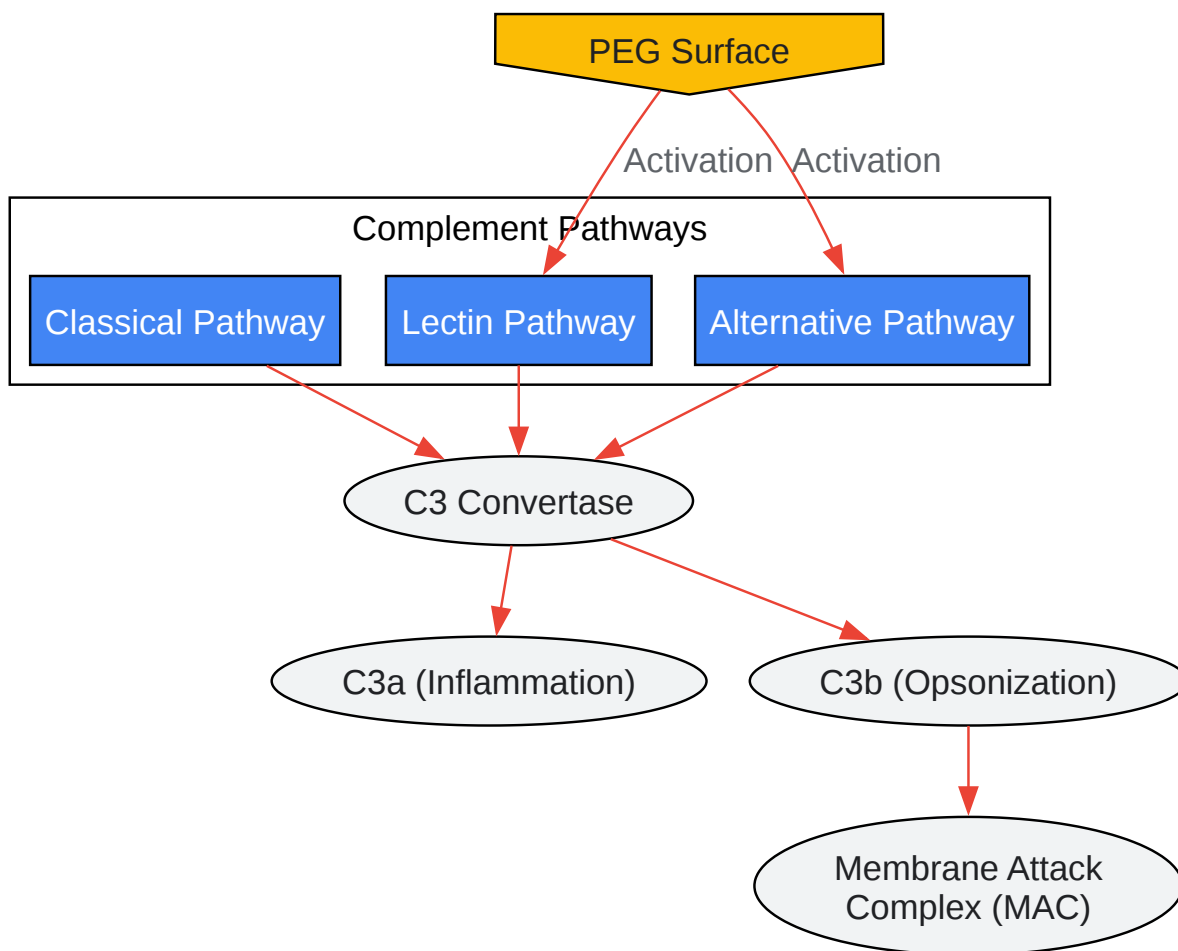 PEG Surface
Activation
Activation
Complement Pathways
Classical Pathway
Lectin Pathway
Alternative Pathway
C3 Convertase
C3a (Inflammation)
C3b (Opsonization)
Membrane Attack
Complex (MAC)